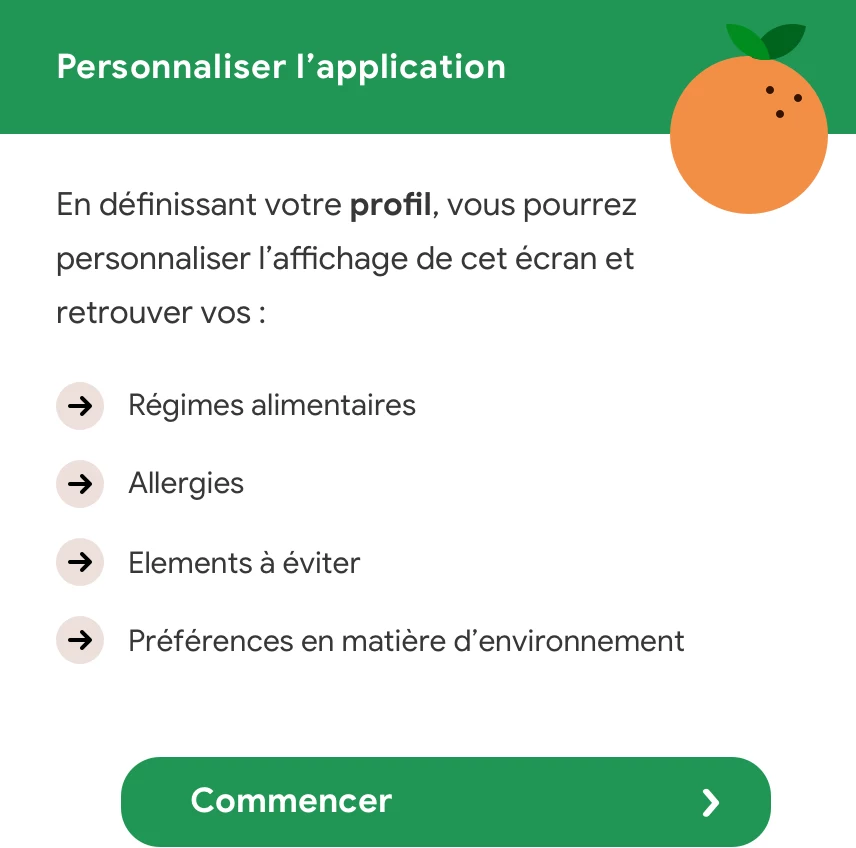 Personnaliser l’application
En définissant votre profil, vous pourrez
personnaliser l’affichage de cet écran et
retrouver vos :
Régimes alimentaires
Allergies
Elements à éviter
Préférences en matière d’environnement
Commencer